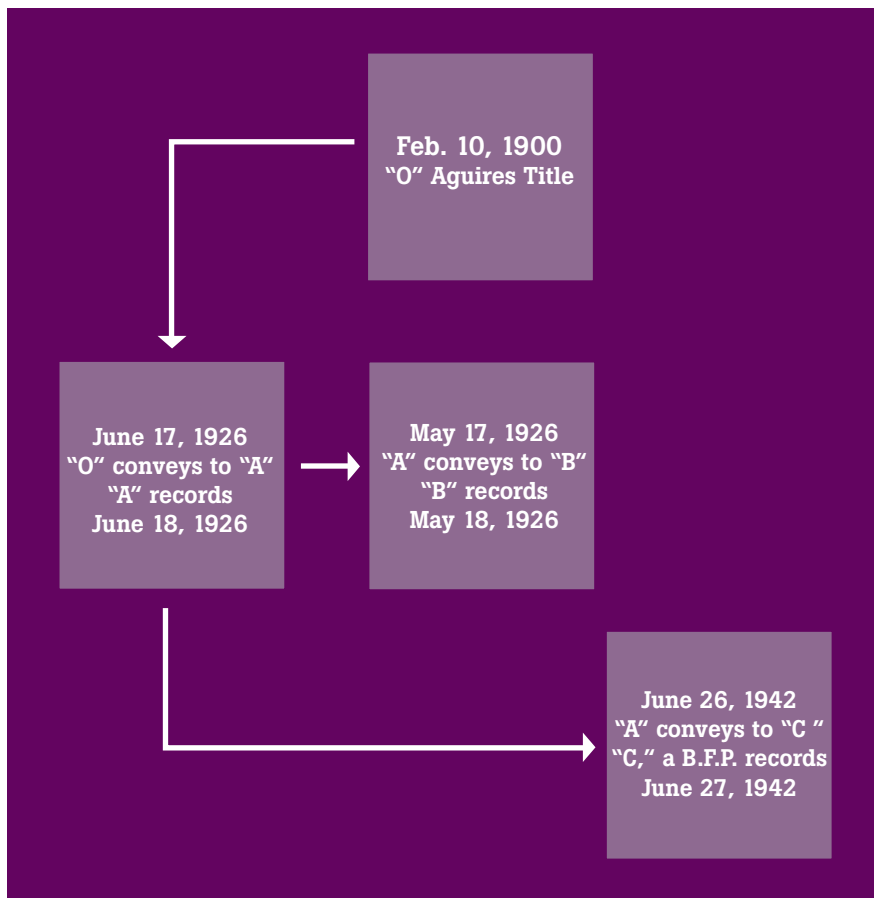 Feb. 10, 1900
“O” Aguires Title
June 17, 1926
“O” conveys to “A”
“A” records
June 18, 1926
May 17, 1926
“A” conveys to “B”
“B” records
May 18, 1926
June 26, 1942
“A” conveys to “C ”
“C,” a B.F.P. records
June 27, 1942